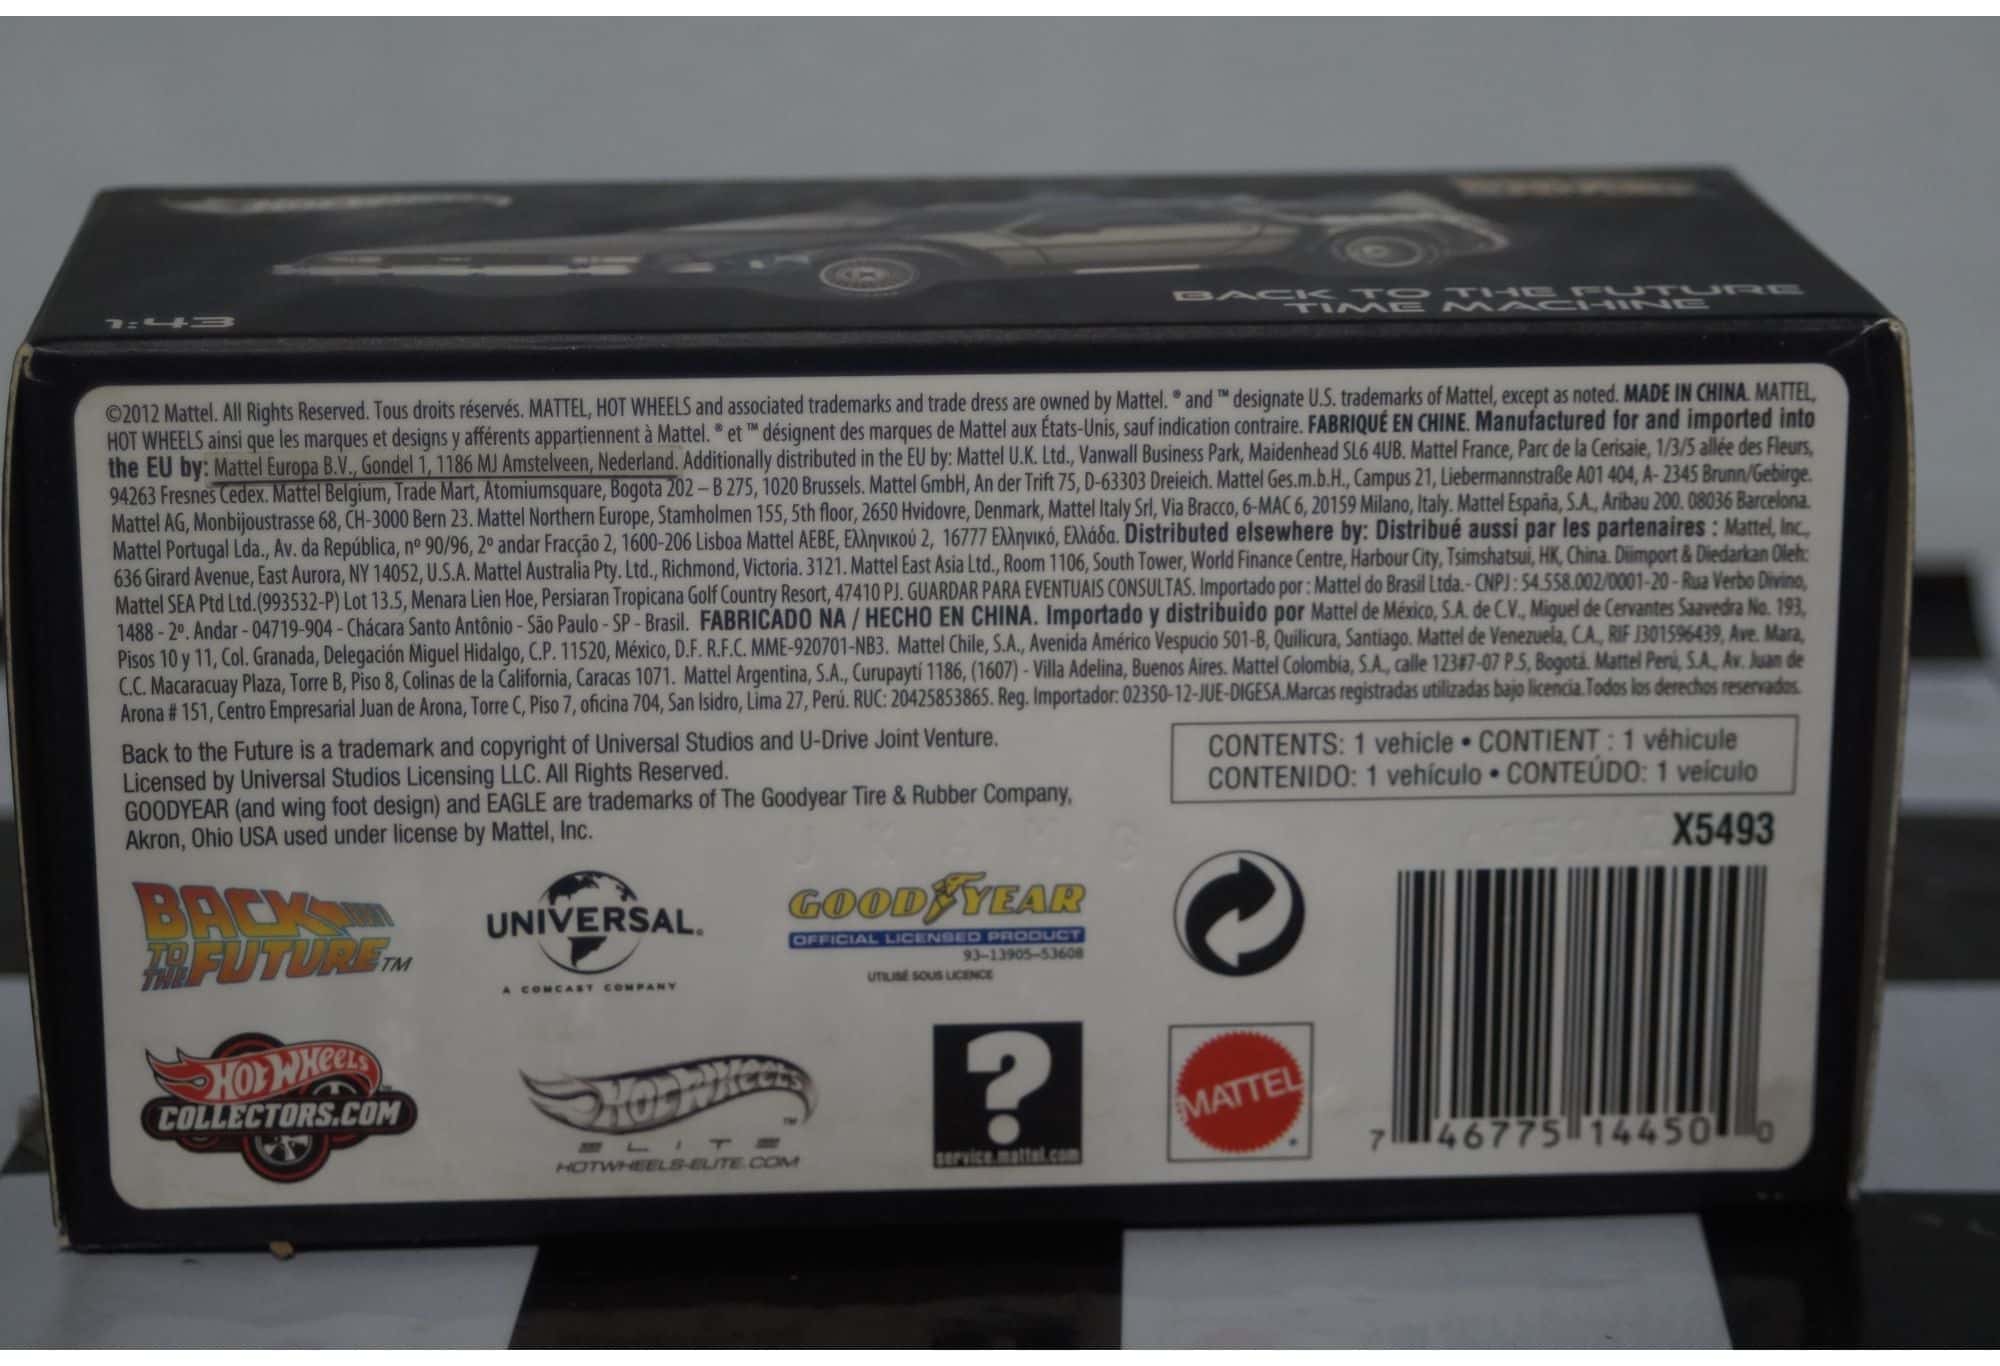 HOT WHEELS
1:43
BACK TO THE FUTURE
TIME MACHINE
©2012 Mattel. All Rights Reserved. Tous droits réservés. MATTEL, HOT WHEELS and associated trademarks and trade dress are owned by Mattel. ® and ™ designate U.S. trademarks of Mattel, except as noted. MADE IN CHINA. MATTEL,
HOT WHEELS ainsi que les marques et designs y afférents appartiennent à Mattel. ® et ™ désignent des marques de Mattel aux États-Unis, sauf indication contraire. FABRIQUÉ EN CHINE. Manufactured for and imported into
the EU by: Mattel Europa B.V., Gondel 1, 1186 MJ Amstelveen, Nederland. Additionally distributed in the EU by: Mattel U.K. Ltd., Vanwall Business Park, Maidenhead SL6 4UB. Mattel France, Parc de la Cerisaie, 1/3/5 allée des Fleurs,
94263 Fresnes Cedex. Mattel Belgium, Trade Mart, Atomiumsquare, Bogota 202 – B 275, 1020 Brussels. Mattel GmbH, An der Trift 75, D-63303 Dreieich. Mattel Ges.m.b.H., Campus 21, Liebermannstraße A01 404, A- 2345 Brunn/Gebirge.
Mattel AG, Monbijoustrasse 68, CH-3000 Bern 23. Mattel Northern Europe, Stamholmen 155, 5th floor, 2650 Hvidovre, Denmark, Mattel Italy Srl, Via Bracco, 6-MAC 6, 20159 Milano, Italy. Mattel España, S.A., Aribau 200. 08036 Barcelona.
Mattel Portugal Lda., Av. da República, nº 90/96, 2º andar Fracção 2, 1600-206 Lisboa Mattel AEBE, Ελληνικού 2, 16777 Ελληνικό, Ελλάδα. Distributed elsewhere by: Distribué aussi par les partenaires : Mattel, Inc.,
636 Girard Avenue, East Aurora, NY 14052, U.S.A. Mattel Australia Pty. Ltd., Richmond, Victoria. 3121. Mattel East Asia Ltd., Room 1106, South Tower, World Finance Centre, Harbour City, Tsimshatsui, HK, China. Diimport & Diedarkan Oleh:
Mattel SEA Ptd Ltd.(993532-P) Lot 13.5, Menara Lien Hoe, Persiaran Tropicana Golf Country Resort, 47410 PJ. GUARDAR PARA EVENTUAIS CONSULTAS. Importado por : Mattel do Brasil Ltda.- CNPJ : 54.558.002/0001-20 - Rua Verbo Divino,
1488 - 2º. Andar - 04719-904 - Chácara Santo Antônio - São Paulo - SP - Brasil. FABRICADO NA / HECHO EN CHINA. Importado y distribuido por Mattel de México, S.A. de C.V., Miguel de Cervantes Saavedra No. 193,
Pisos 10 y 11, Col. Granada, Delegación Miguel Hidalgo, C.P. 11520, México, D.F. R.F.C. MME-920701-NB3. Mattel Chile, S.A., Avenida Américo Vespucio 501-B, Quilicura, Santiago. Mattel de Venezuela, C.A., RIF J301596439, Ave. Mara,
C.C. Macaracuay Plaza, Torre B, Piso 8, Colinas de la California, Caracas 1071. Mattel Argentina, S.A., Curupaytí 1186, (1607) - Villa Adelina, Buenos Aires. Mattel Colombia, S.A., calle 123#7-07 P.5, Bogotá. Mattel Perú, S.A., Av. Juan de
Arona # 151, Centro Empresarial Juan de Arona, Torre C, Piso 7, oficina 704, San Isidro, Lima 27, Perú. RUC: 20425853865. Reg. Importador: 02350-12-JUE-DIGESA.Marcas registradas utilizadas bajo licencia.Todos los derechos reservados.
Back to the Future is a trademark and copyright of Universal Studios and U-Drive Joint Venture.
Licensed by Universal Studios Licensing LLC. All Rights Reserved.
GOODYEAR (and wing foot design) and EAGLE are trademarks of The Goodyear Tire & Rubber Company,
Akron, Ohio USA used under license by Mattel, Inc.
CONTENTS: 1 vehicle • CONTIENT : 1 véhicule
CONTENIDO: 1 vehículo • CONTEÚDO: 1 veículo
X5493
BACK
TO THE FUTURE™
UNIVERSAL
A COMCAST COMPANY
GOODYEAR
OFFICIAL LICENSED PRODUCT
93-13905-53608
UTILISÉ SOUS LICENCE
HOT WHEELS™
COLLECTORS.COM
HOT WHEELS™
ELITE
HOTWHEELS-ELITE.COM
?
service.mattel.com
MATTEL
7 46775 14450 0